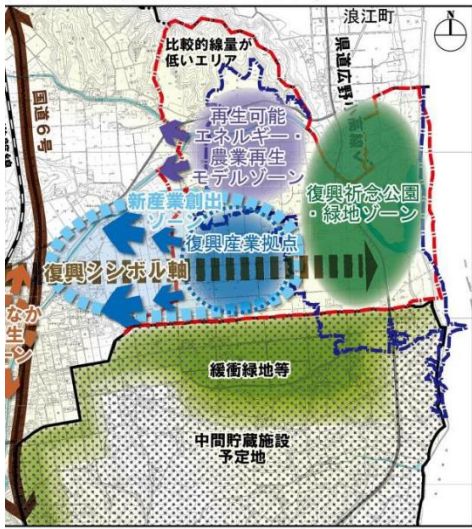 浪江町
N
比較的線量が
低いエリア
国道6号
県道広野小高線
再生可能
エネルギー・
農業再生
モデルゾーン
復興祈念公園
・緑地ゾーン
新産業創出
ゾーン
復興産業拠点
復興シンボル軸
緩衝緑地等
中間貯蔵施設
予定地